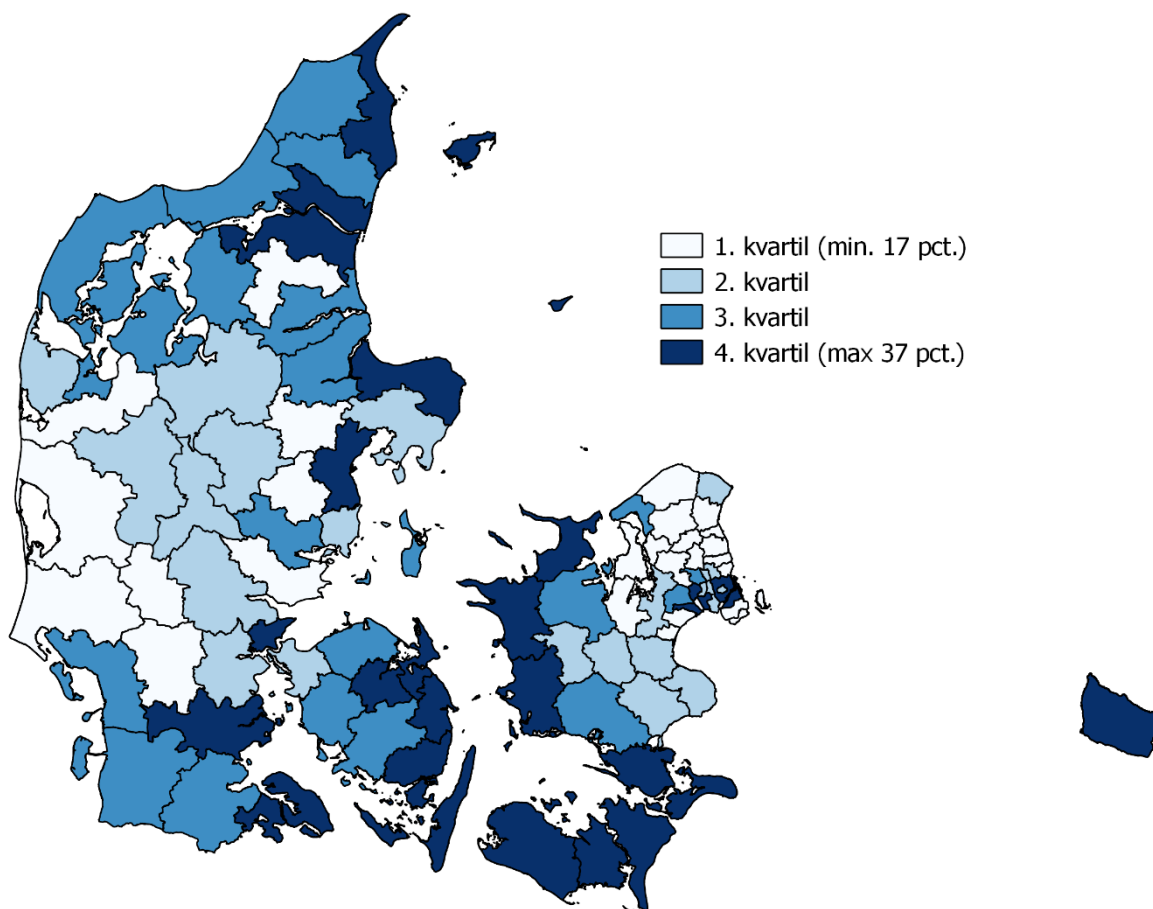 1. kvartil (min. 17 pct.)
2. kvartil
3. kvartil
4. kvartil (max 37 pct.)